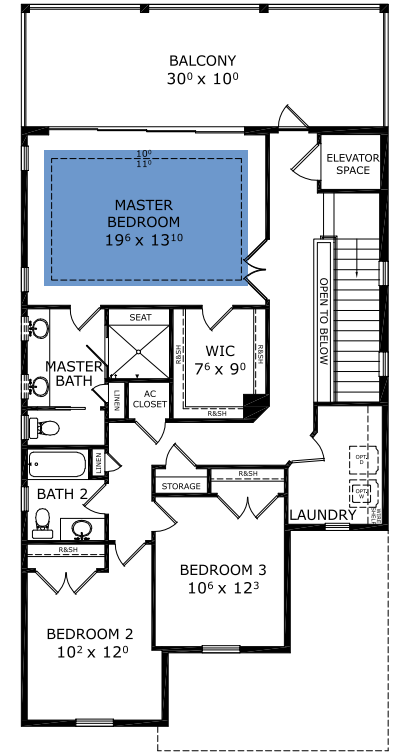 BALCONY
30⁰ x 10⁰
ELEVATOR
SPACE
10⁰
11⁰
MASTER
BEDROOM
19⁶ x 13¹⁰
OPEN TO BELOW
SEAT
MASTER
BATH
R&SH
WIC
7⁶ x 9⁰
R&SH
R&SH
LINEN
AC
CLOSET
LINEN
BATH 2
STORAGE
R&SH
OPT.
D
OPT.
W
LAUNDRY
R&SH
BEDROOM 3
10⁶ x 12³
BEDROOM 2
10² x 12⁰